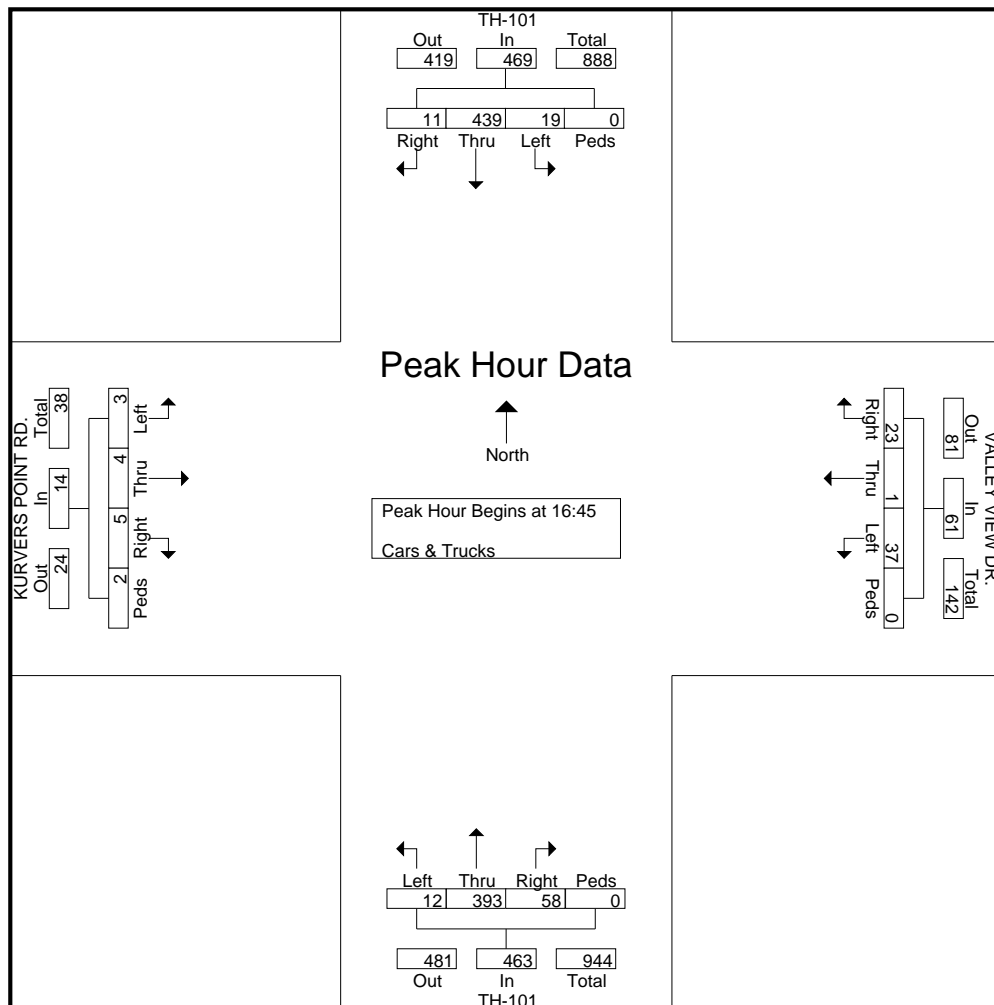 TH-101
Out In Total
419 469 888
11 439 19 0
Right Thru Left Peds
Peak Hour Data
North
Peak Hour Begins at 16:45
Cars & Trucks
KURVERS POINT RD.
Out In Total
24 14 38
2 5 4 3
Peds Right Thru Left
VALLEY VIEW DR.
Out In Total
81 61 142
23 1 37 0
Right Thru Left Peds
Left Thru Right Peds
12 393 58 0
481 463 944
Out In Total
TH-101